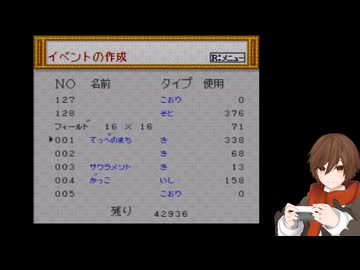 イベントの作成
R:メニュー
NO 名前 タイプ 使用
127 こおり 0
128 そと 376
フィールド 16 × 16 71
001 てっぺのまち き 338
002 き 68
003 サクラメント き 13
004 がっこ いし 158
005 こおり 0
残り 42936